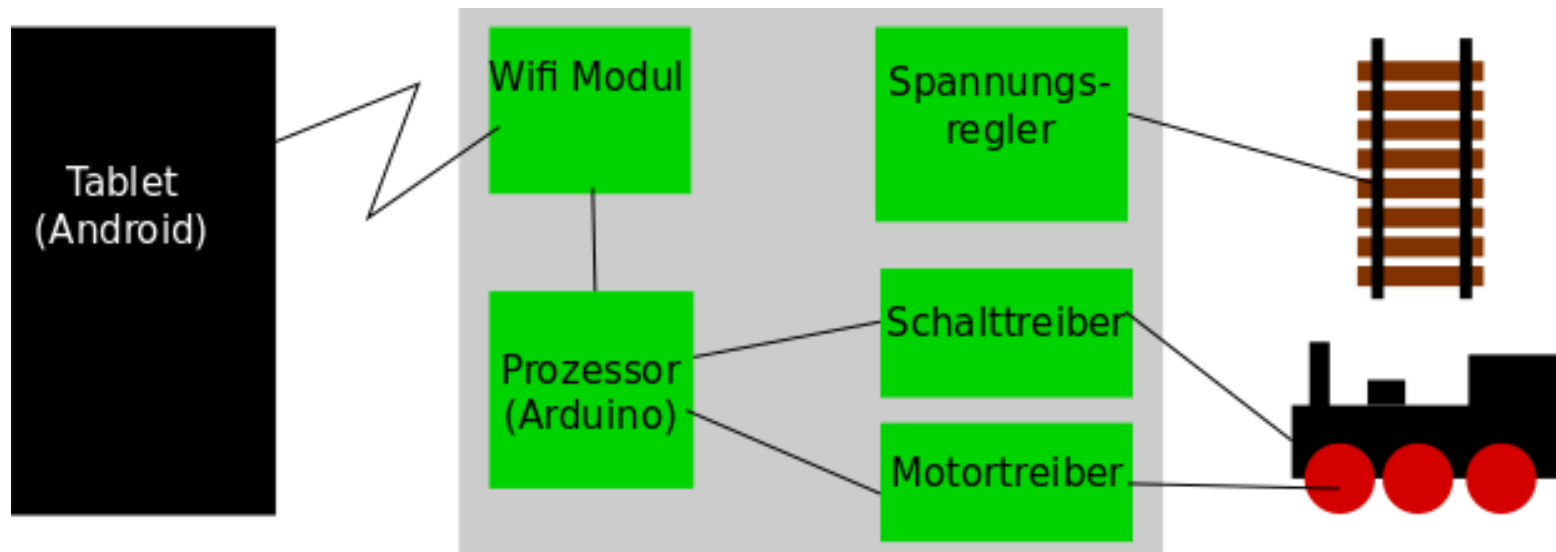 Tablet
(Android)
Wifi Modul
Prozessor
(Arduino)
Spannungs-
regler
Schalttreiber
Motortreiber